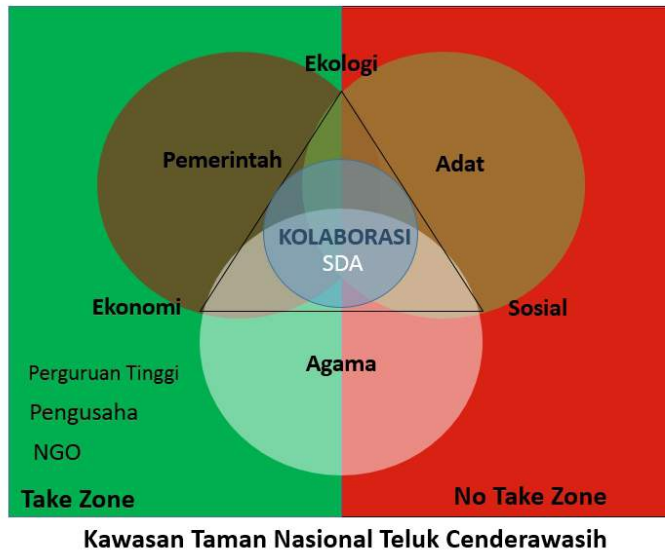 Ekologi
Pemerintah
Adat
KOLABORASI
SDA
Ekonomi
Sosial
Agama
Perguruan Tinggi
Pengusaha
NGO
Take Zone
No Take Zone
Kawasan Taman Nasional Teluk Cenderawasih